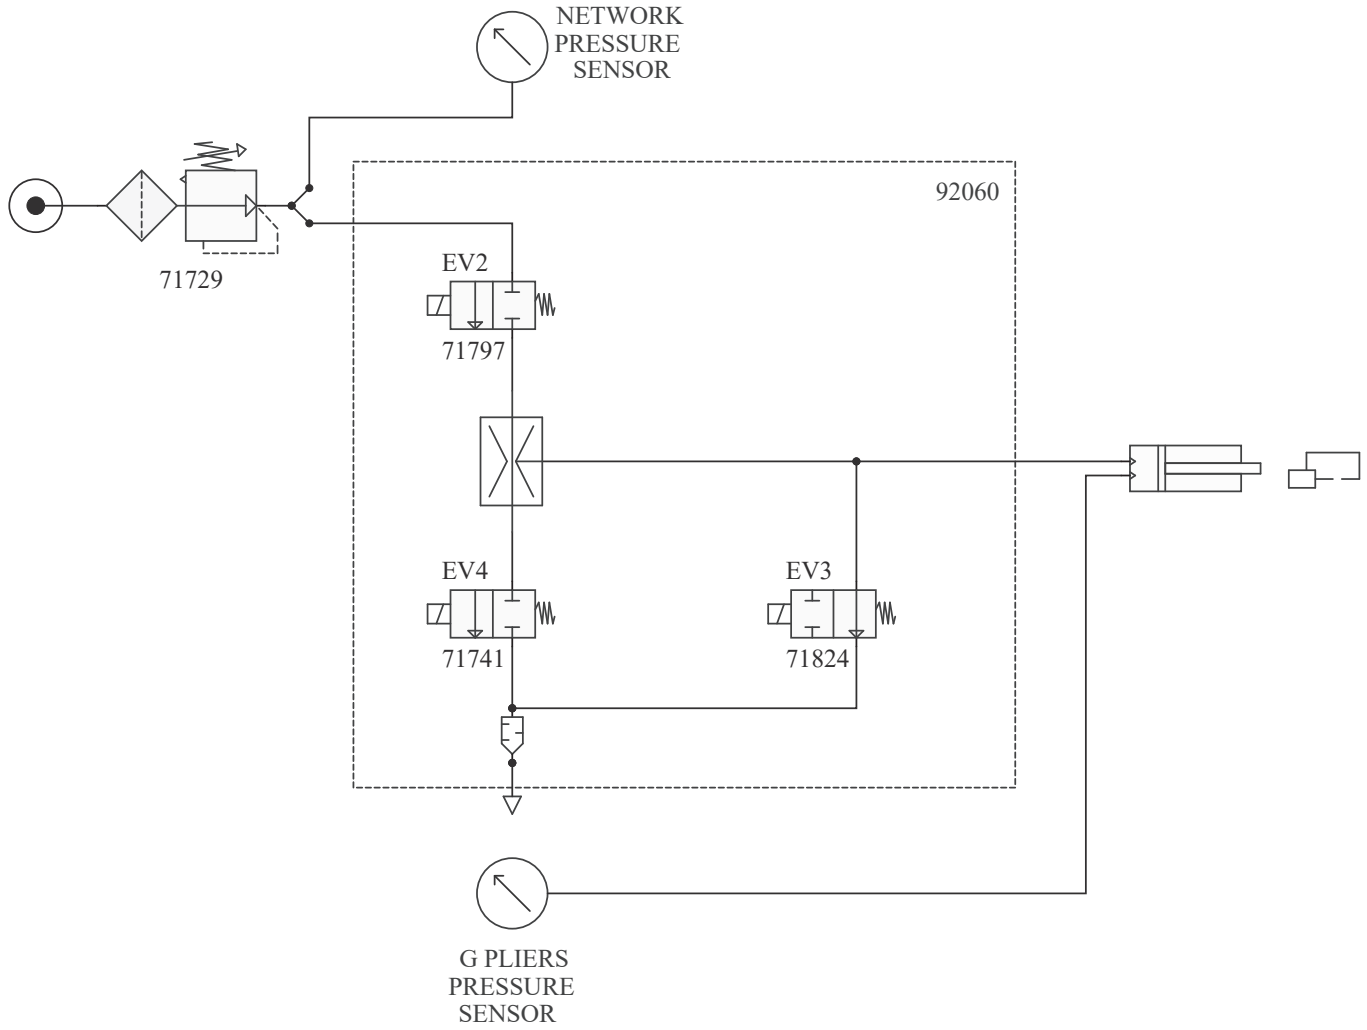 NETWORK
PRESSURE
SENSOR
92060
71729
EV2
71797
EV4
71741
EV3
71824
G PLIERS
PRESSURE
SENSOR